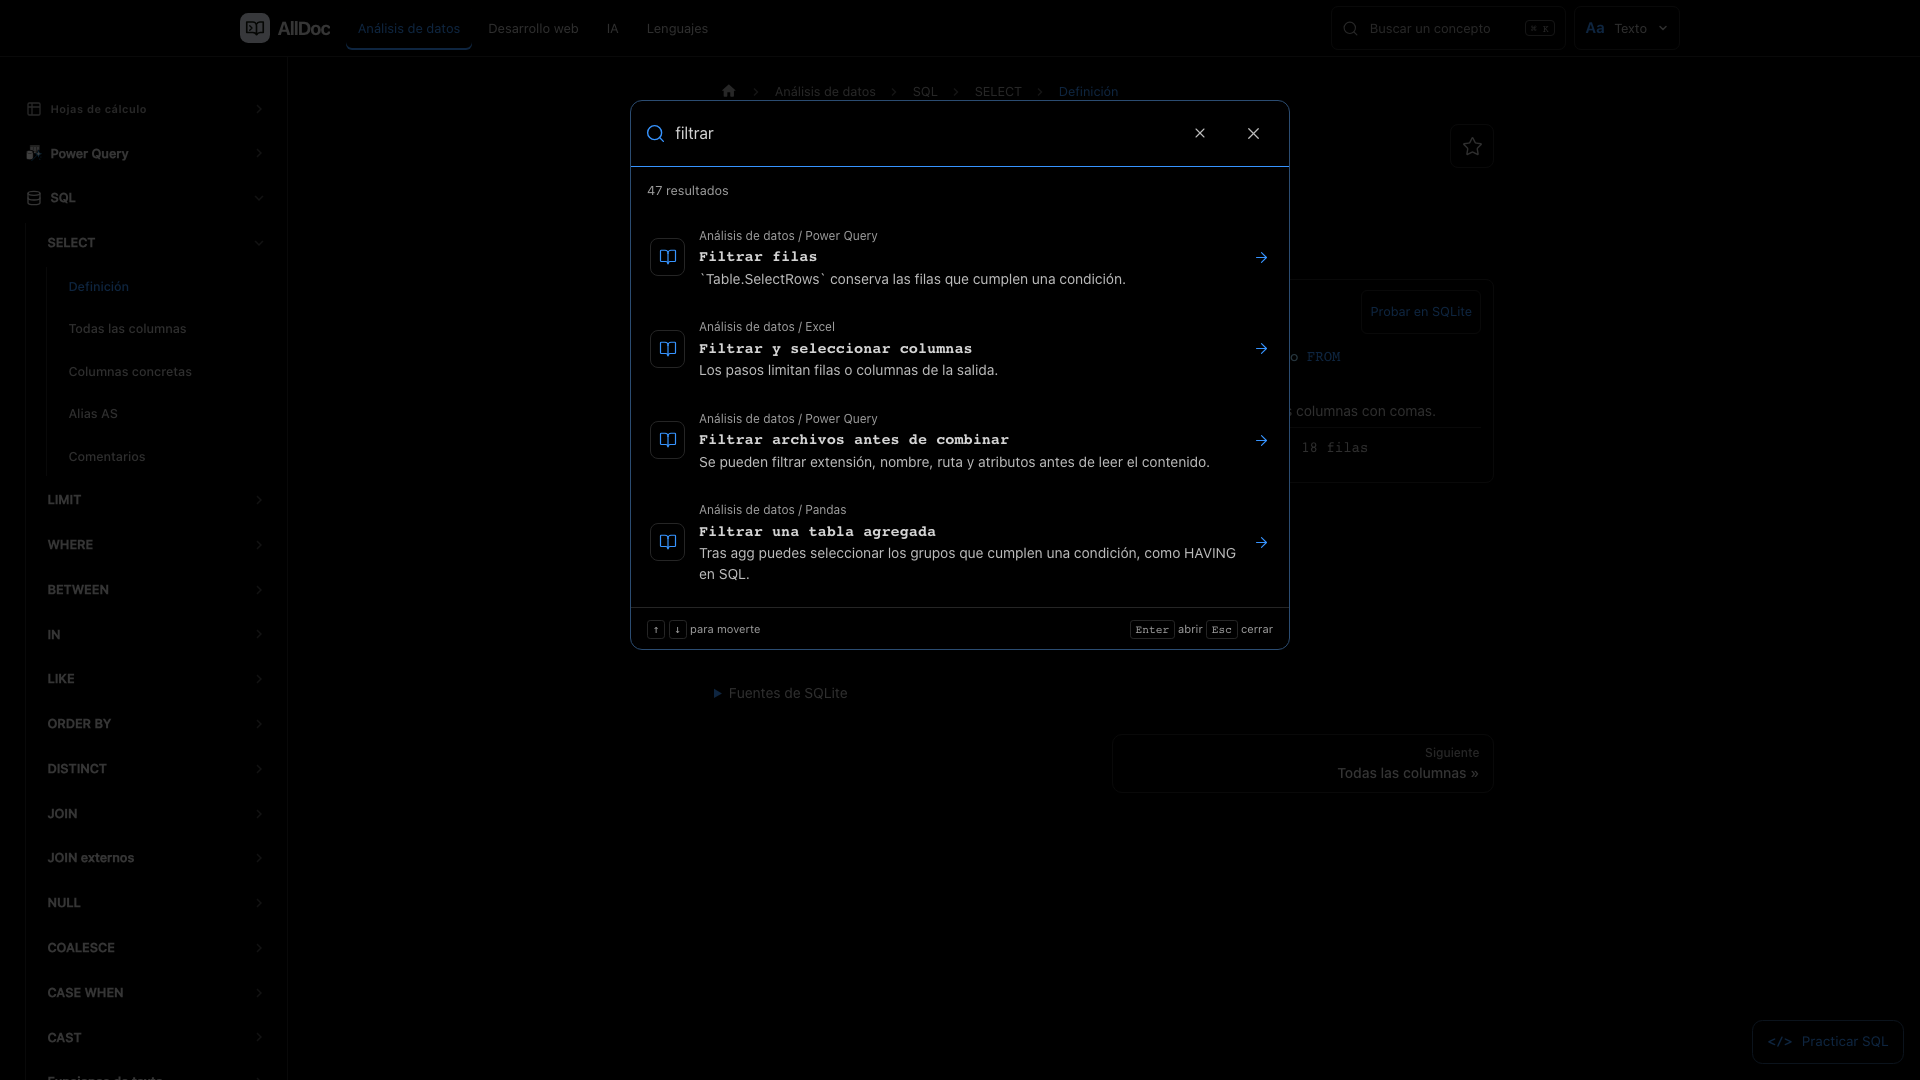 AllDoc
Análisis de datos
Desarrollo web
IA
Lenguajes
Buscar un concepto
⌘ K
Aa Texto
Hojas de cálculo
Power Query
SQL
SELECT
Definición
Todas las columnas
Columnas concretas
Alias AS
Comentarios
LIMIT
WHERE
BETWEEN
IN
LIKE
ORDER BY
DISTINCT
JOIN
JOIN externos
NULL
COALESCE
CASE WHEN
CAST
Análisis de datos > SQL > SELECT > Definición
filtrar
47 resultados
Análisis de datos / Power Query
Filtrar filas
`Table.SelectRows` conserva las filas que cumplen una condición.
Análisis de datos / Excel
Filtrar y seleccionar columnas
Los pasos limitan filas o columnas de la salida.
Análisis de datos / Power Query
Filtrar archivos antes de combinar
Se pueden filtrar extensión, nombre, ruta y atributos antes de leer el contenido.
Análisis de datos / Pandas
Filtrar una tabla agregada
Tras agg puedes seleccionar los grupos que cumplen una condición, como HAVING
en SQL.
↑ ↓ para moverte
Enter abrir Esc cerrar
Probar en SQLite
o FROM
columnas con comas.
18 filas
Fuentes de SQLite
Siguiente
Todas las columnas »
</> Practicar SQL